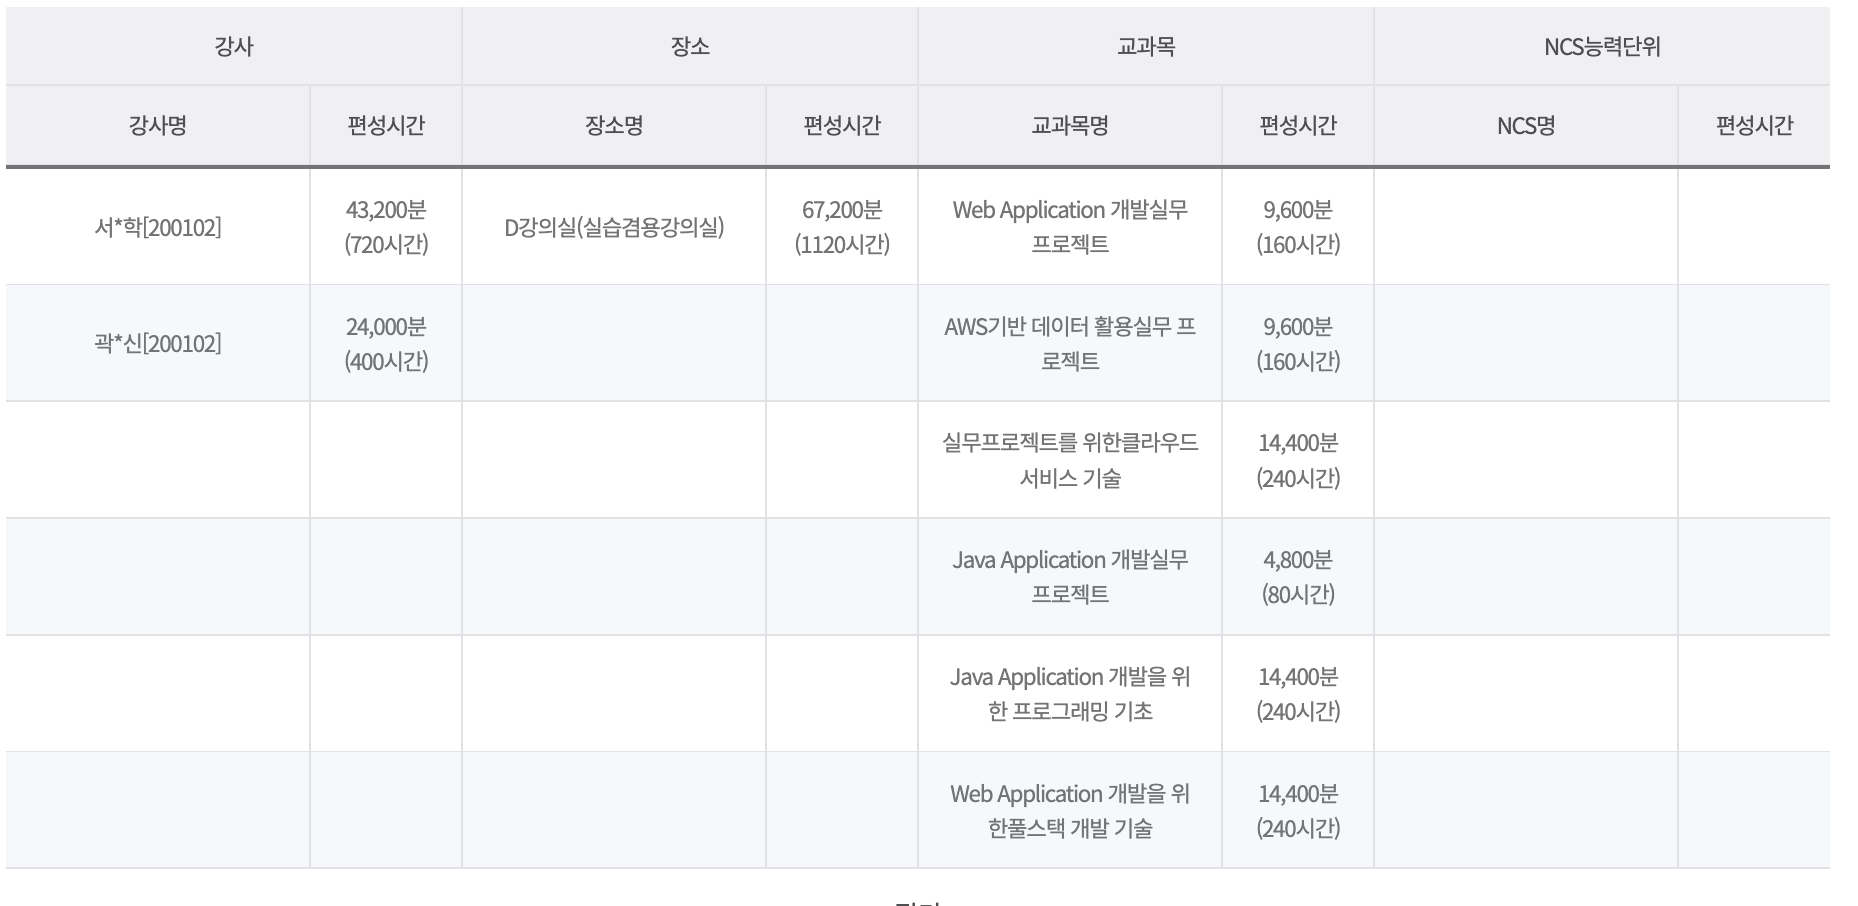 강사 장소 교과목 NCS능력단위
강사명 편성시간 장소명 편성시간 교과목명 편성시간 NCS명 편성시간
서*학[200102] 43,200분 (720시간) D강의실(실습겸용강의실) 67,200분 (1120시간) Web Application 개발실무 프로젝트 9,600분 (160시간)
곽*신[200102] 24,000분 (400시간) AWS기반 데이터 활용실무 프로젝트 9,600분 (160시간)
실무프로젝트를 위한클라우드 서비스 기술 14,400분 (240시간)
Java Application 개발실무 프로젝트 4,800분 (80시간)
Java Application 개발을 위한 프로그래밍 기초 14,400분 (240시간)
Web Application 개발을 위한풀스택 개발 기술 14,400분 (240시간)